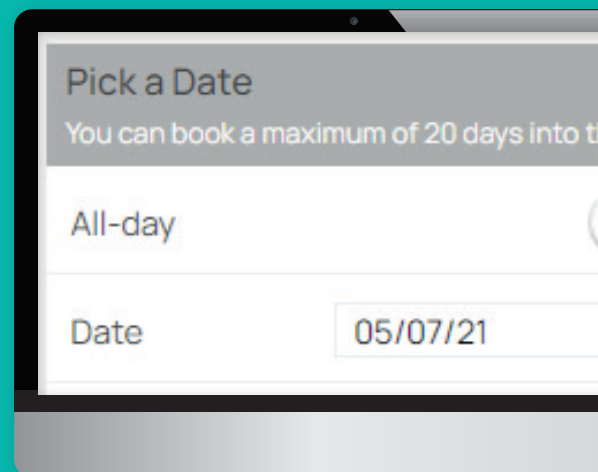 Pick a Date
You can book a maximum of 20 days into
All-day
Date
05/07/21